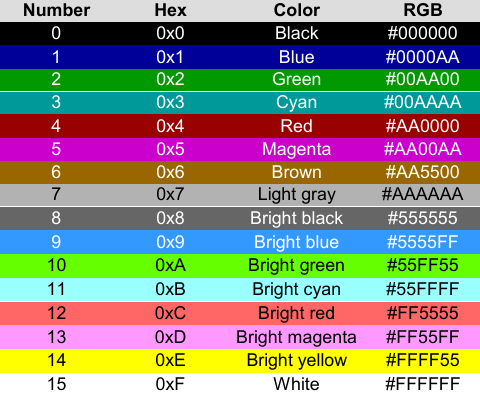 Number Hex Color RGB
0 0x0 Black #000000
1 0x1 Blue #0000AA
2 0x2 Green #00AA00
3 0x3 Cyan #00AAAA
4 0x4 Red #AA0000
5 0x5 Magenta #AA00AA
6 0x6 Brown #AA5500
7 0x7 Light gray #AAAAAA
8 0x8 Bright black #555555
9 0x9 Bright blue #5555FF
10 0xA Bright green #55FF55
11 0xB Bright cyan #55FFFF
12 0xC Bright red #FF5555
13 0xD Bright magenta #FF55FF
14 0xE Bright yellow #FFFF55
15 0xF White #FFFFFF